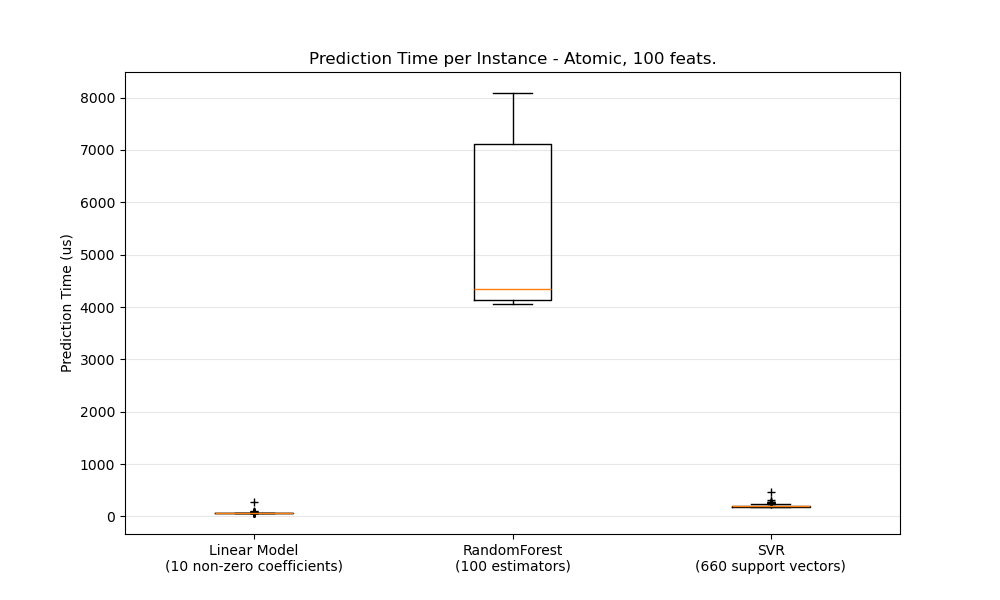 Prediction Time per Instance - Atomic, 100 feats.
Prediction Time (us)
8000
7000
6000
5000
4000
3000
2000
1000
0
Linear Model
(10 non-zero coefficients)
RandomForest
(100 estimators)
SVR
(660 support vectors)